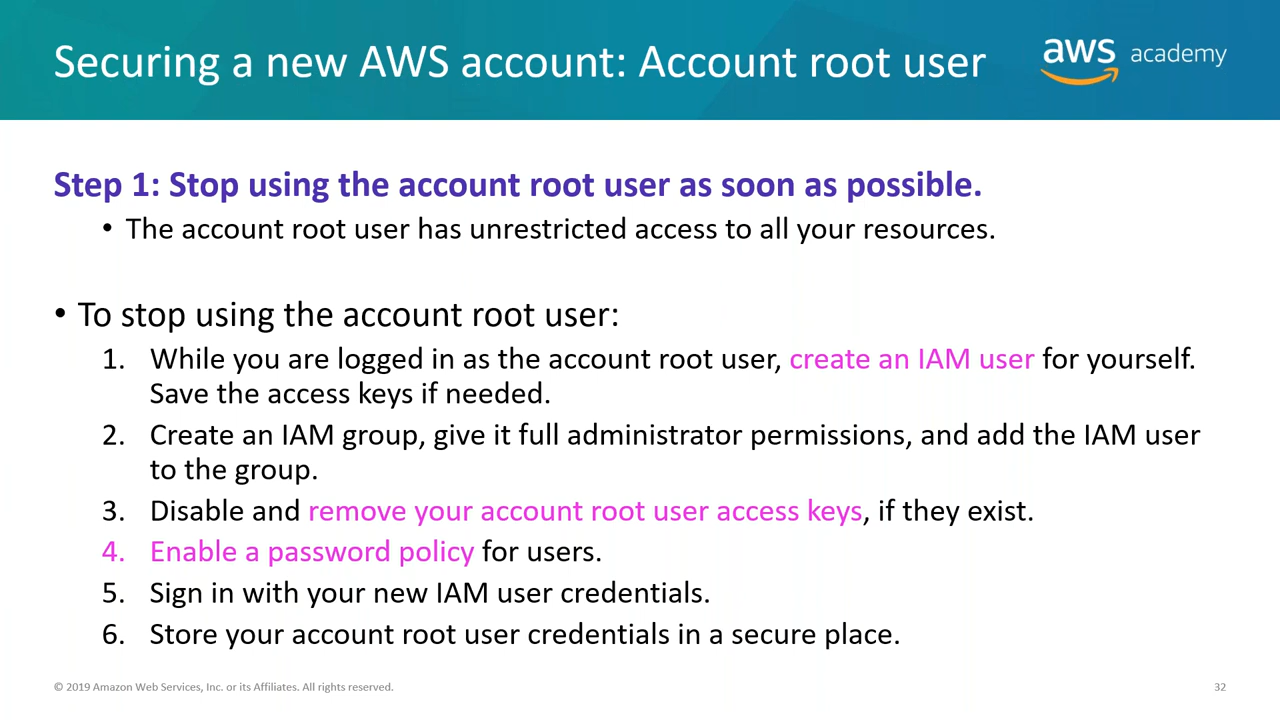 Securing a new AWS account: Account root user
aws academy
Step 1: Stop using the account root user as soon as possible.
• The account root user has unrestricted access to all your resources.
• To stop using the account root user:
1. While you are logged in as the account root user, create an IAM user for yourself.
Save the access keys if needed.
2. Create an IAM group, give it full administrator permissions, and add the IAM user
to the group.
3. Disable and remove your account root user access keys, if they exist.
4. Enable a password policy for users.
5. Sign in with your new IAM user credentials.
6. Store your account root user credentials in a secure place.
© 2019 Amazon Web Services, Inc. or its Affiliates. All rights reserved.
32